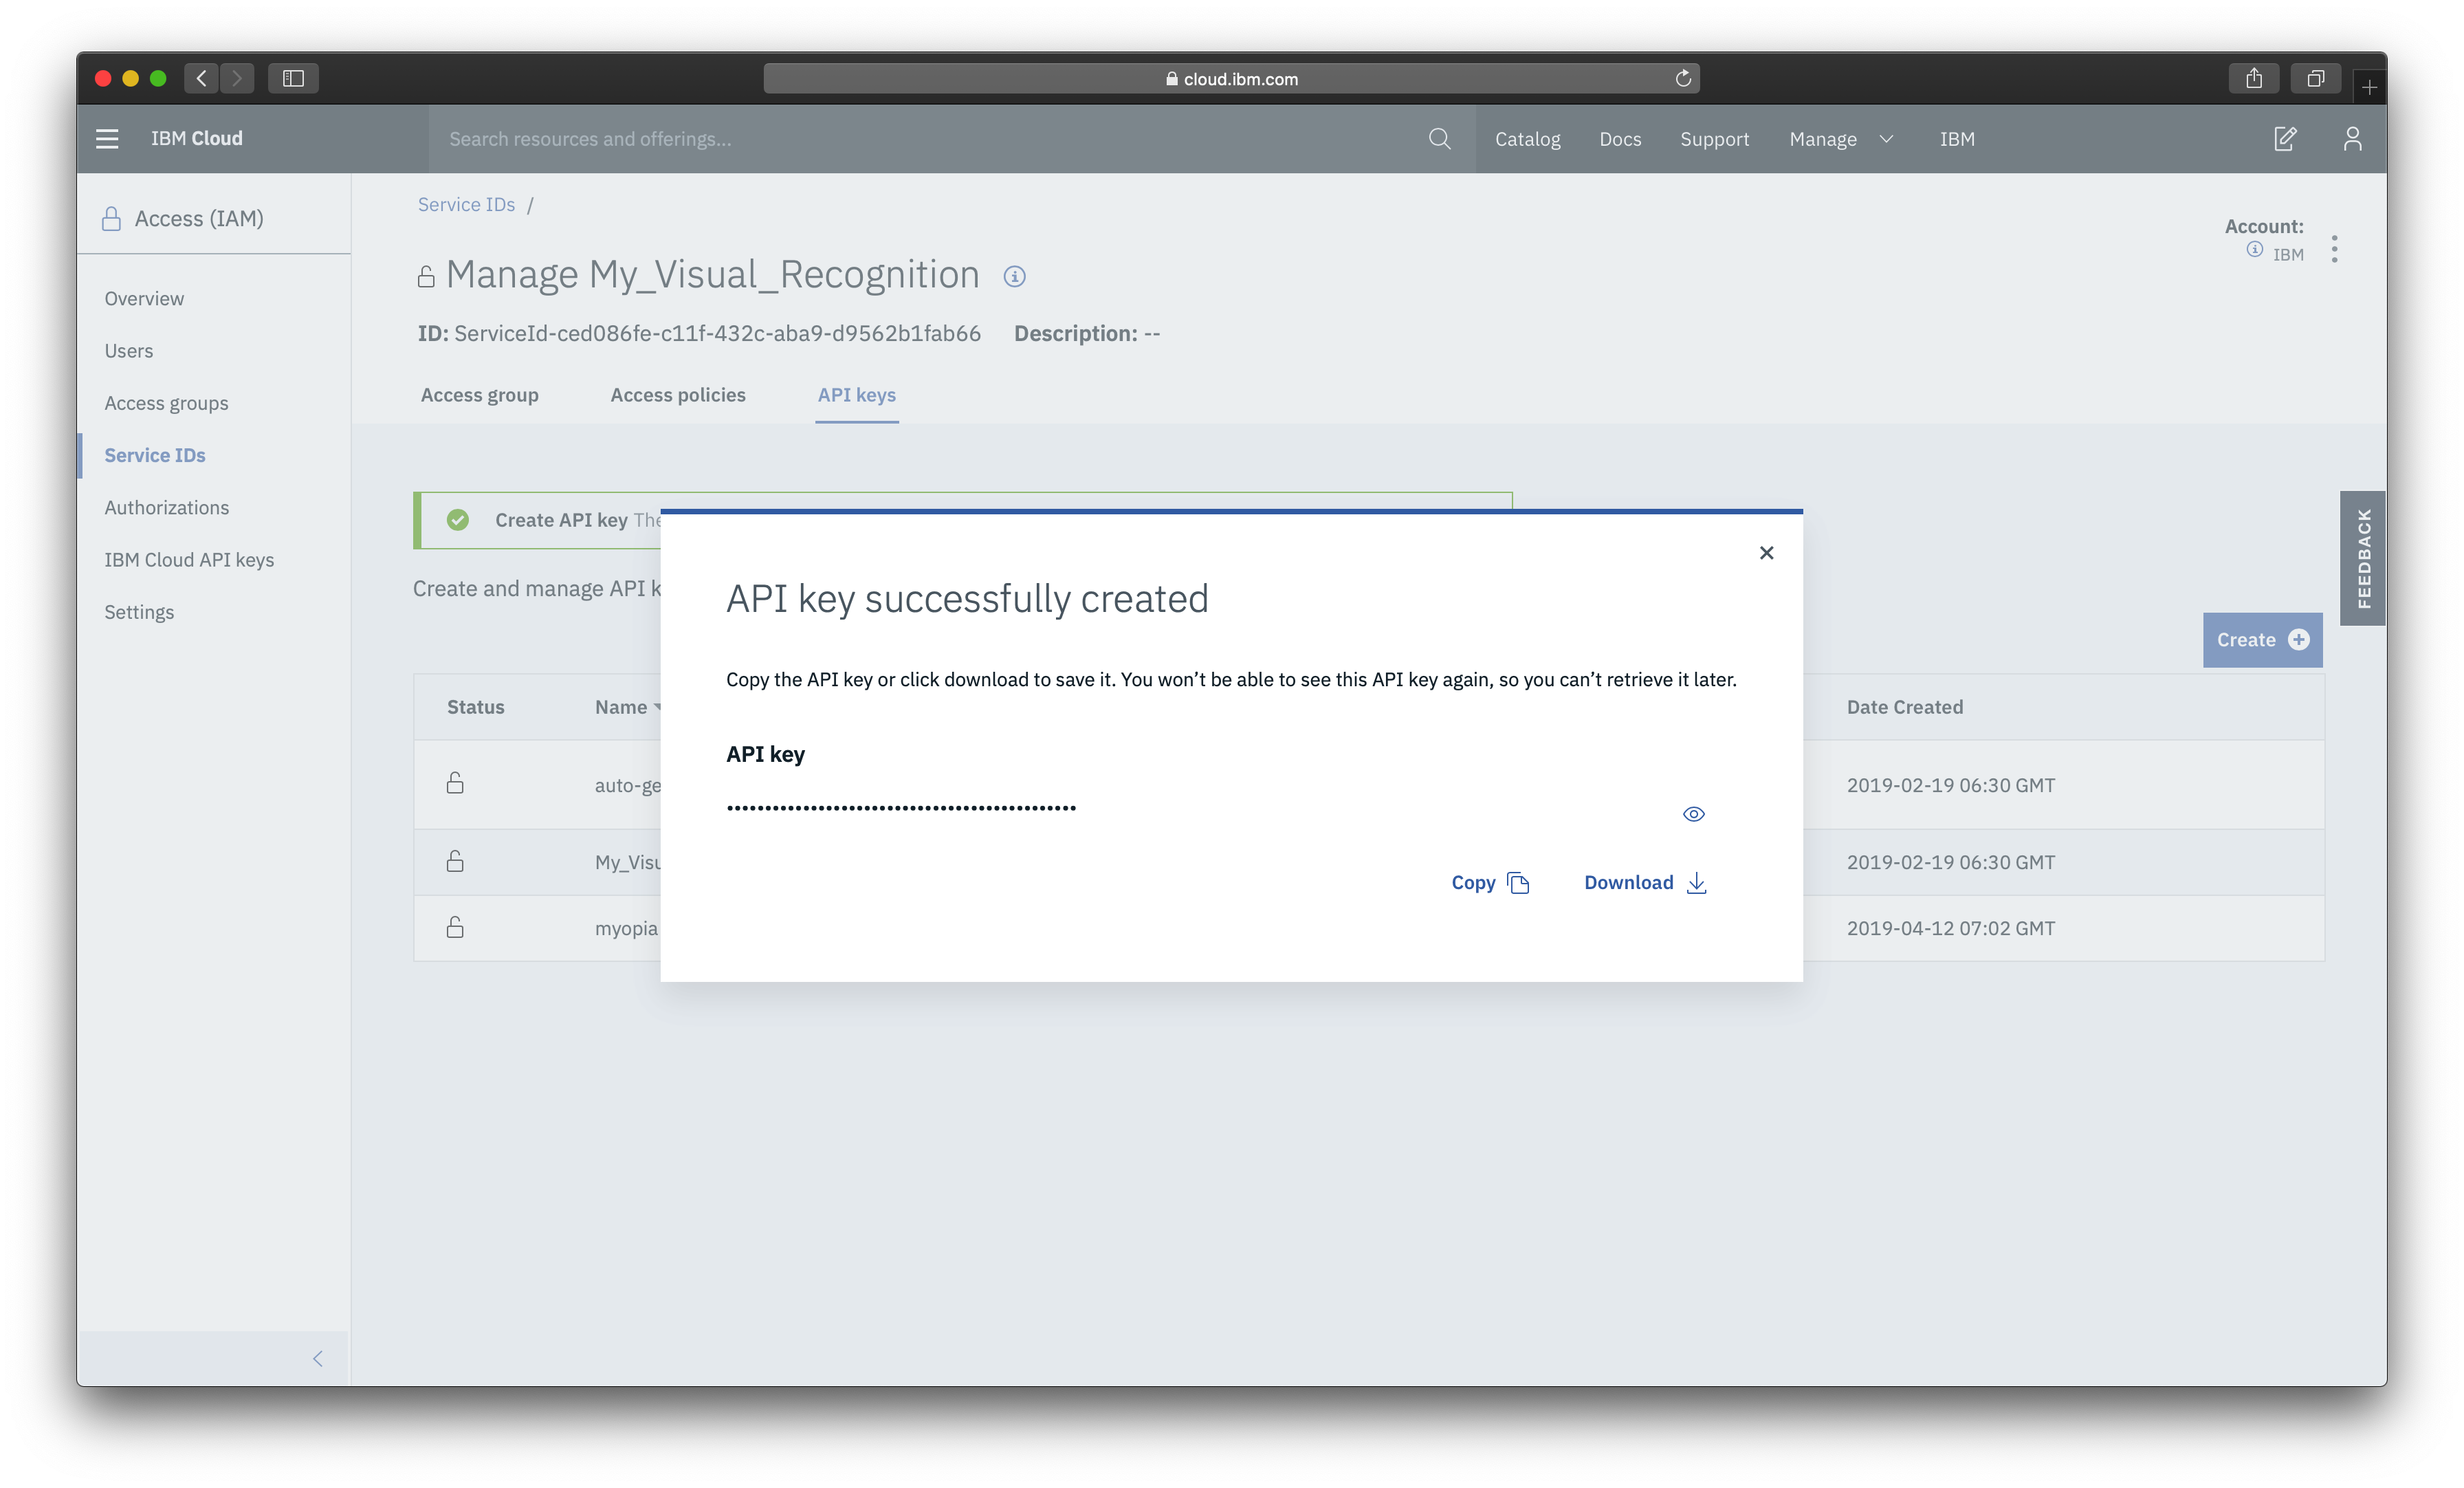 cloud.ibm.com
IBM Cloud
Search resources and offerings...
Catalog
Docs
Support
Manage
IBM
Access (IAM)
Overview
Users
Access groups
Service IDs
Authorizations
IBM Cloud API keys
Settings
Service IDs /
Account:
IBM
Manage My_Visual_Recognition
ID: ServiceId-ced086fe-c11f-432c-aba9-d9562b1fab66 Description: --
Access group
Access policies
API keys
Create API key The
Create and manage API k
FEEDBACK
Create
API key successfully created
Copy the API key or click download to save it. You won’t be able to see this API key again, so you can’t retrieve it later.
API key
Copy
Download
Status
Name
Date Created
auto-ge
2019-02-19 06:30 GMT
My_Visu
2019-02-19 06:30 GMT
myopia
2019-04-12 07:02 GMT